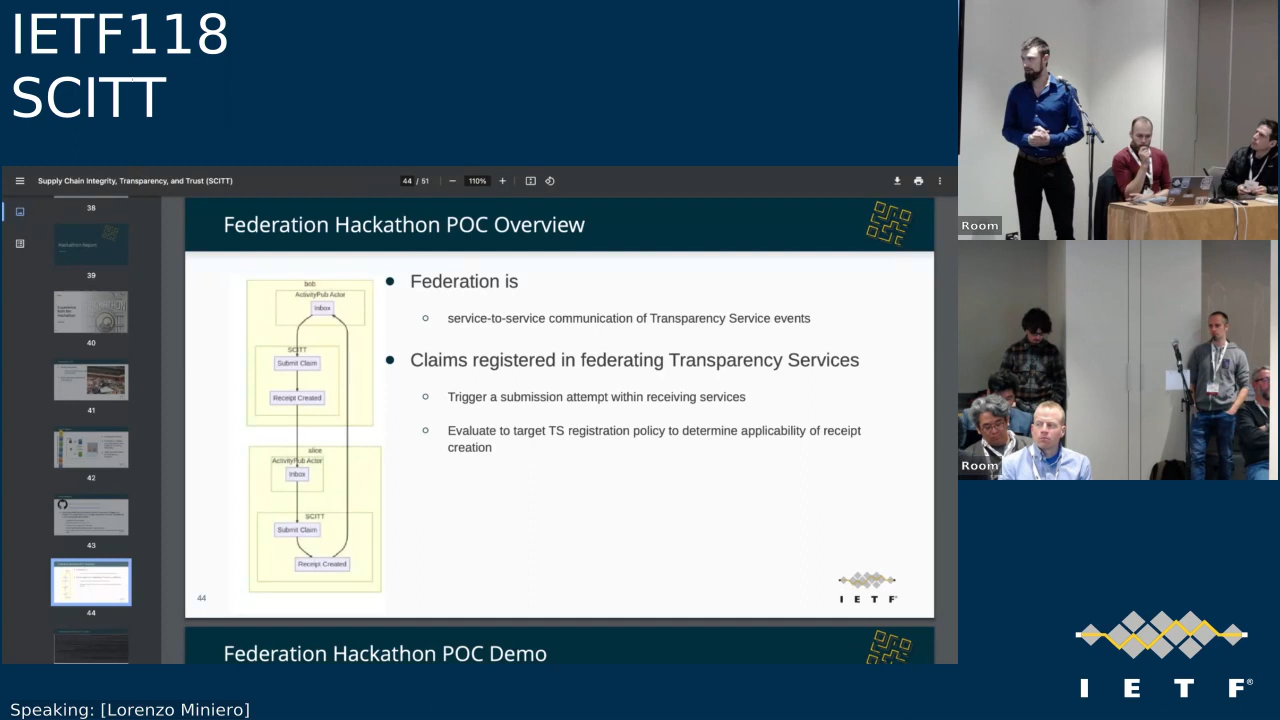 IETF118
SCITT
Supply Chain Integrity, Transparency, and Trust (SCITT)
44 / 51
110%
38
39
40
41
42
43
44
Federation Hackathon POC Overview
bob
ActivityPub Actor
Inbox
SCITT
Submit Claim
Receipt Created
alice
ActivityPub Actor
Inbox
SCITT
Submit Claim
Receipt Created
Federation is
service-to-service communication of Transparency Service events
Claims registered in federating Transparency Services
Trigger a submission attempt within receiving services
Evaluate to target TS registration policy to determine applicability of receipt
creation
44
I E T F
Federation Hackathon POC Demo
Room
Room
I E T F®
Speaking: [Lorenzo Miniero]